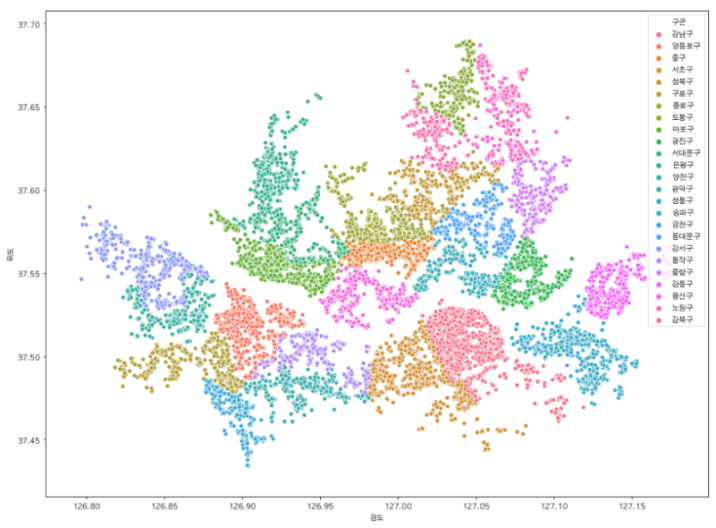 37.70
37.65
37.60
37.55
37.50
37.45
위도
126.80 126.85 126.90 126.95 127.00 127.05 127.10 127.15
경도
구군
강남구
영등포구
중구
서초구
성북구
구로구
종로구
도봉구
마포구
광진구
서대문구
은평구
양천구
관악구
성동구
송파구
금천구
동대문구
강서구
동작구
중랑구
강동구
용산구
노원구
강북구